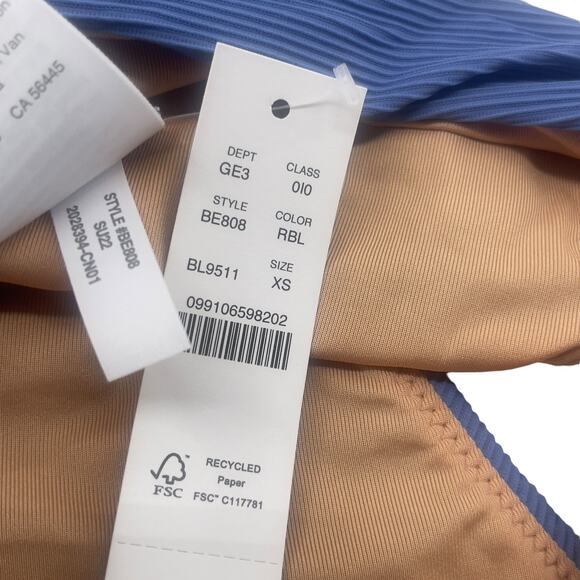 Van
CA 56445
STYLE #BE808
SU22
2028394-CN01
DEPT CLASS
GE3 010
STYLE COLOR
BE808 RBL
SIZE
BL9511 XS
099106598202
FSC
RECYCLED
Paper
FSC™ C117781